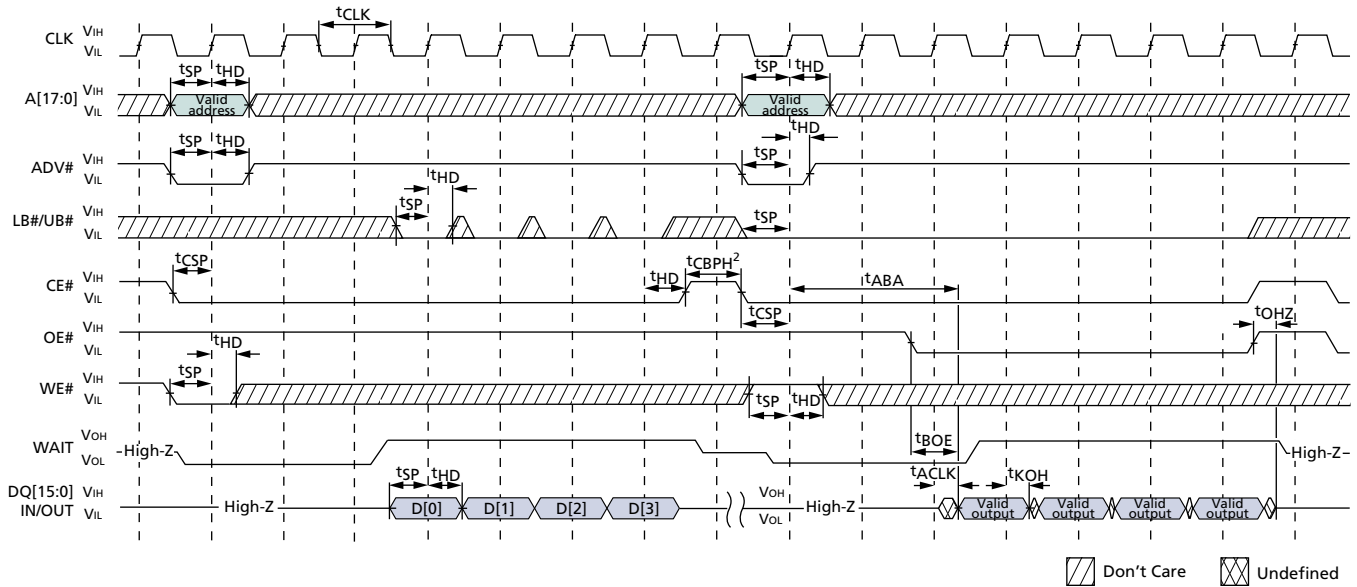 CLK VIH
VIL
tCLK
tSP tHD
tSP tHD
A[17:0] VIH
VIL
Valid address
Valid address
tSP tHD
tHD
tSP
ADV# VIH
VIL
tHD
tSP
tSP
LB#/UB# VIH
VIL
tCSP
tHD
tCBPH2
tABA
CE# VIH
VIL
tCSP
tOHZ
OE# VIH
VIL
tHD
tSP
WE# VIH
VIL
tSP tHD
WAIT VOH
VOL
High-Z
tBOE
High-Z
tSP tHD
tACLK
tKOH
DQ[15:0] VIH
IN/OUT VIL
High-Z
D[0] D[1] D[2] D[3]
VOH
VOL
High-Z
Valid output
Valid output
Valid output
Valid output
Don't Care
Undefined